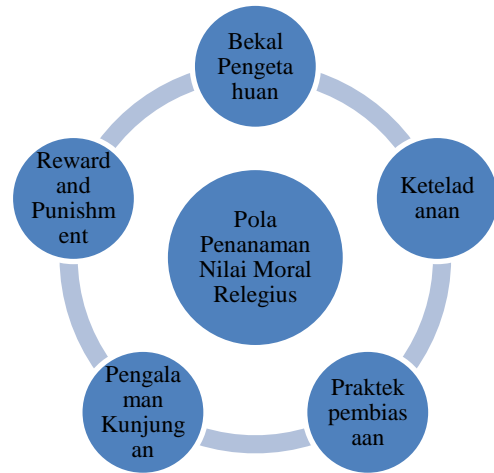 Bekal
Pengeta
huan
Keteladanan
Praktek
pembias
aan
Pengala
man
Kunjung
an
Reward
and
Punishm
ent
Pola
Penanaman
Nilai Moral
Relegius